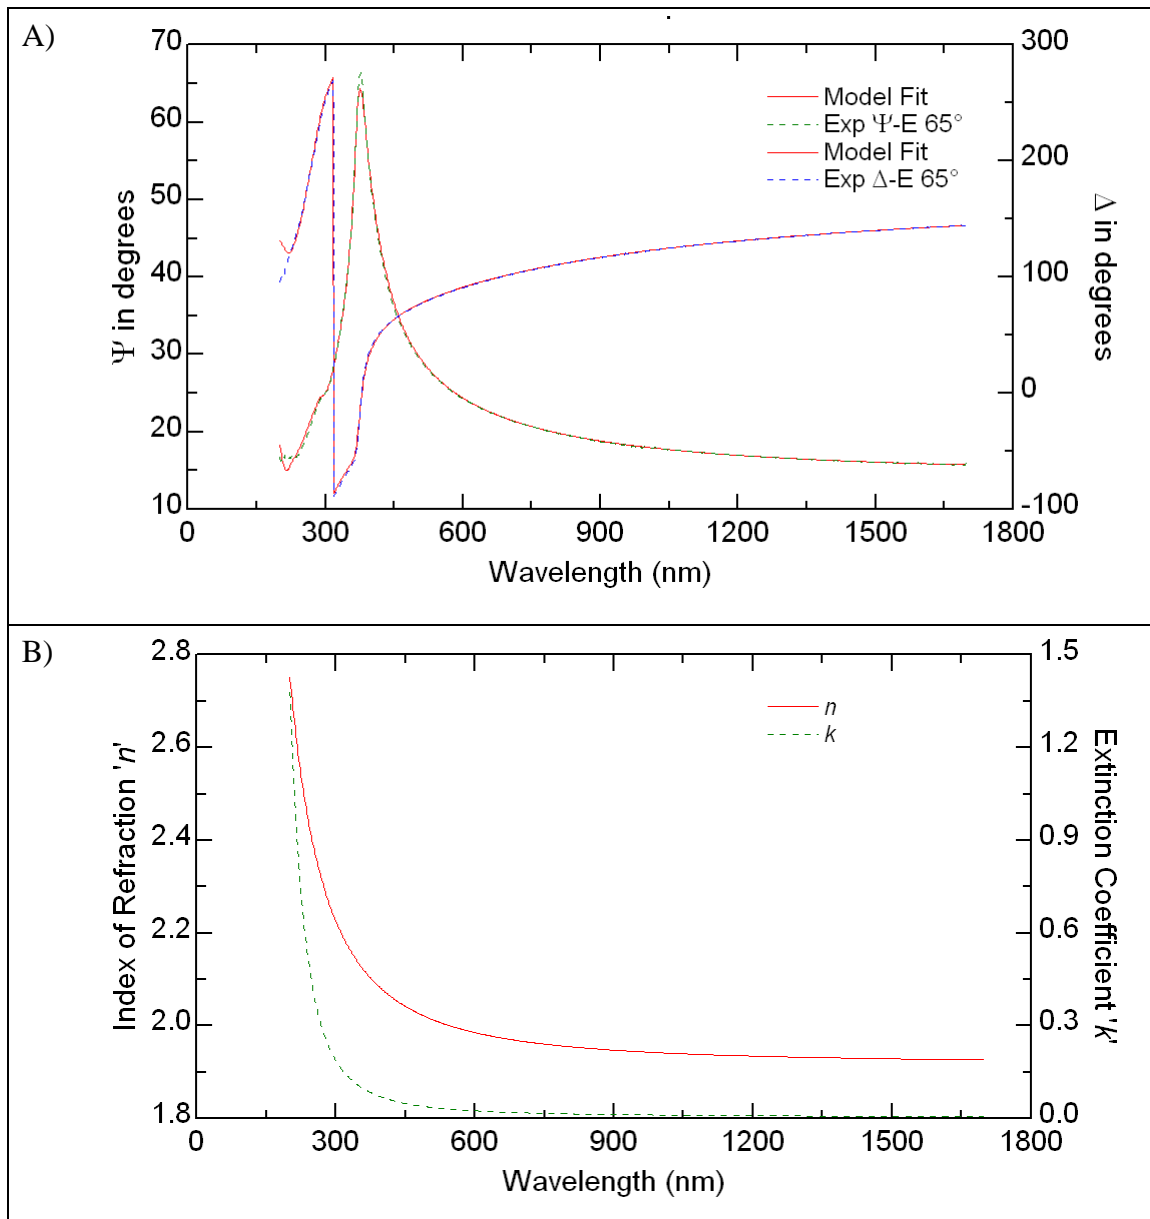 A)
70
60
50
40
30
20
10
Ψ in degrees
300
200
100
0
-100
Δ in degrees
Model Fit
Exp Ψ-E 65°
Model Fit
Exp Δ-E 65°
0
300
600
900
1200
1500
1800
Wavelength (nm)
B)
2.8
2.6
2.4
2.2
2.0
1.8
Index of Refraction 'n'
1.5
1.2
0.9
0.6
0.3
0.0
Extinction Coefficient 'k'
n
k
0
300
600
900
1200
1500
1800
Wavelength (nm)